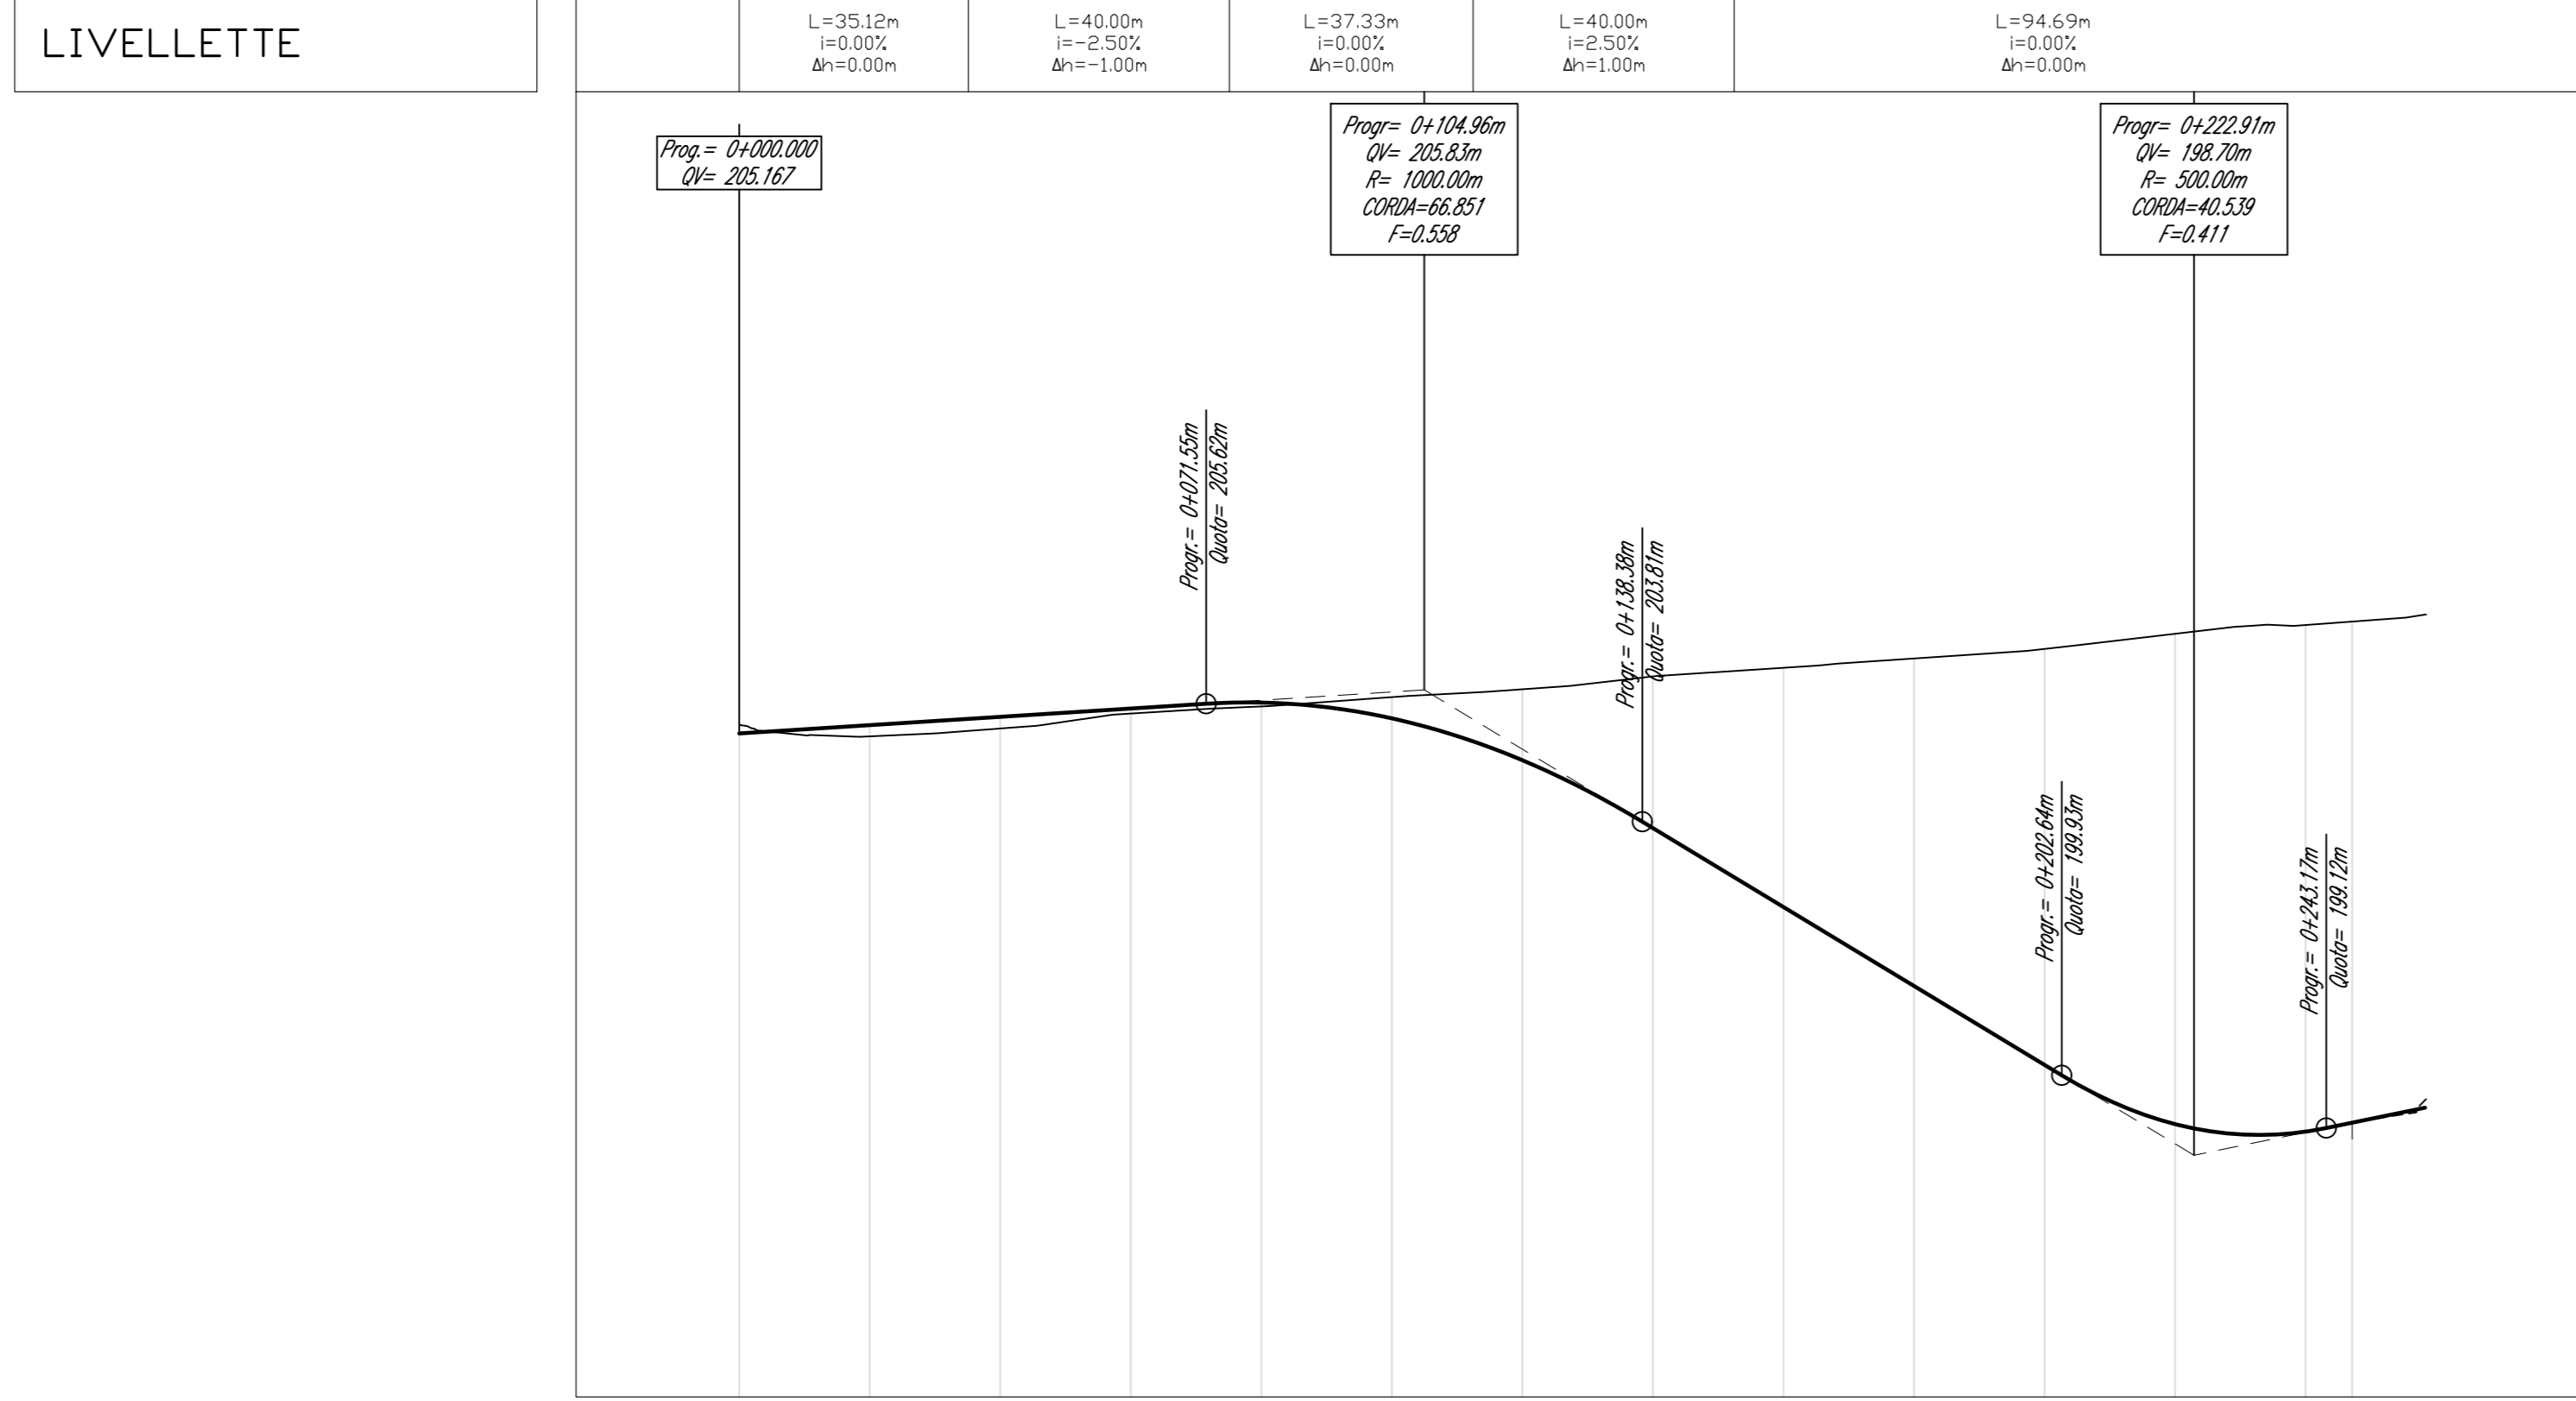 LIVELLETTE
L=35.12m
i=0.00%
Δh=0.00m
L=40.00m
i=-2.50%
Δh=-1.00m
L=37.33m
i=0.00%
Δh=0.00m
L=40.00m
i=2.50%
Δh=1.00m
L=94.69m
i=0.00%
Δh=0.00m
Prog.= 0+000.000
QV= 205.167
Progr= 0+104.96m
QV= 205.83m
R= 1000.00m
CORDA=66.851
F=0.558
Progr= 0+222.91m
QV= 198.70m
R= 500.00m
CORDA=40.539
F=0.411
Progr.= 0+071.55m
Quota= 205.62m
Progr.= 0+138.38m
Quota= 203.81m
Progr.= 0+202.64m
Quota= 199.93m
Progr.= 0+243.17m
Quota= 199.12m